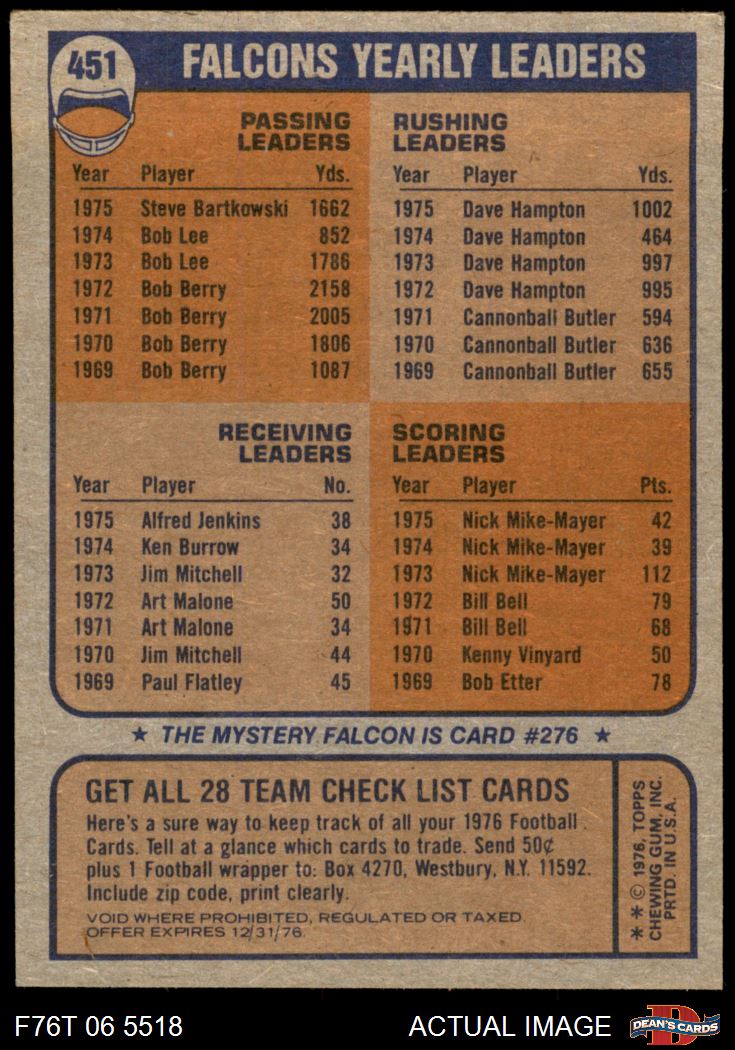 451
FALCONS YEARLY LEADERS
PASSING
LEADERS
Year Player Yds.
1975 Steve Bartkowski 1662
1974 Bob Lee 852
1973 Bob Lee 1786
1972 Bob Berry 2158
1971 Bob Berry 2005
1970 Bob Berry 1806
1969 Bob Berry 1087
RUSHING
LEADERS
Year Player Yds.
1975 Dave Hampton 1002
1974 Dave Hampton 464
1973 Dave Hampton 997
1972 Dave Hampton 995
1971 Cannonball Butler 594
1970 Cannonball Butler 636
1969 Cannonball Butler 655
RECEIVING
LEADERS
Year Player No.
1975 Alfred Jenkins 38
1974 Ken Burrow 34
1973 Jim Mitchell 32
1972 Art Malone 50
1971 Art Malone 34
1970 Jim Mitchell 44
1969 Paul Flatley 45
SCORING
LEADERS
Year Player Pts.
1975 Nick Mike-Mayer 42
1974 Nick Mike-Mayer 39
1973 Nick Mike-Mayer 112
1972 Bill Bell 79
1971 Bill Bell 68
1970 Kenny Vinyard 50
1969 Bob Etter 78
★ THE MYSTERY FALCON IS CARD #276 ★
GET ALL 28 TEAM CHECK LIST CARDS
Here's a sure way to keep track of all your 1976 Football
Cards. Tell at a glance which cards to trade. Send 50¢
plus 1 Football wrapper to: Box 4270, Westbury, N.Y. 11592.
Include zip code, print clearly.
VOID WHERE PROHIBITED, REGULATED OR TAXED.
OFFER EXPIRES 12/31/76.
** © 1976, TOPPS
CHEWING GUM, INC.
PRTD. IN U.S.A.
F76T 06 5518
ACTUAL IMAGE
D
DEAN'S CARDS